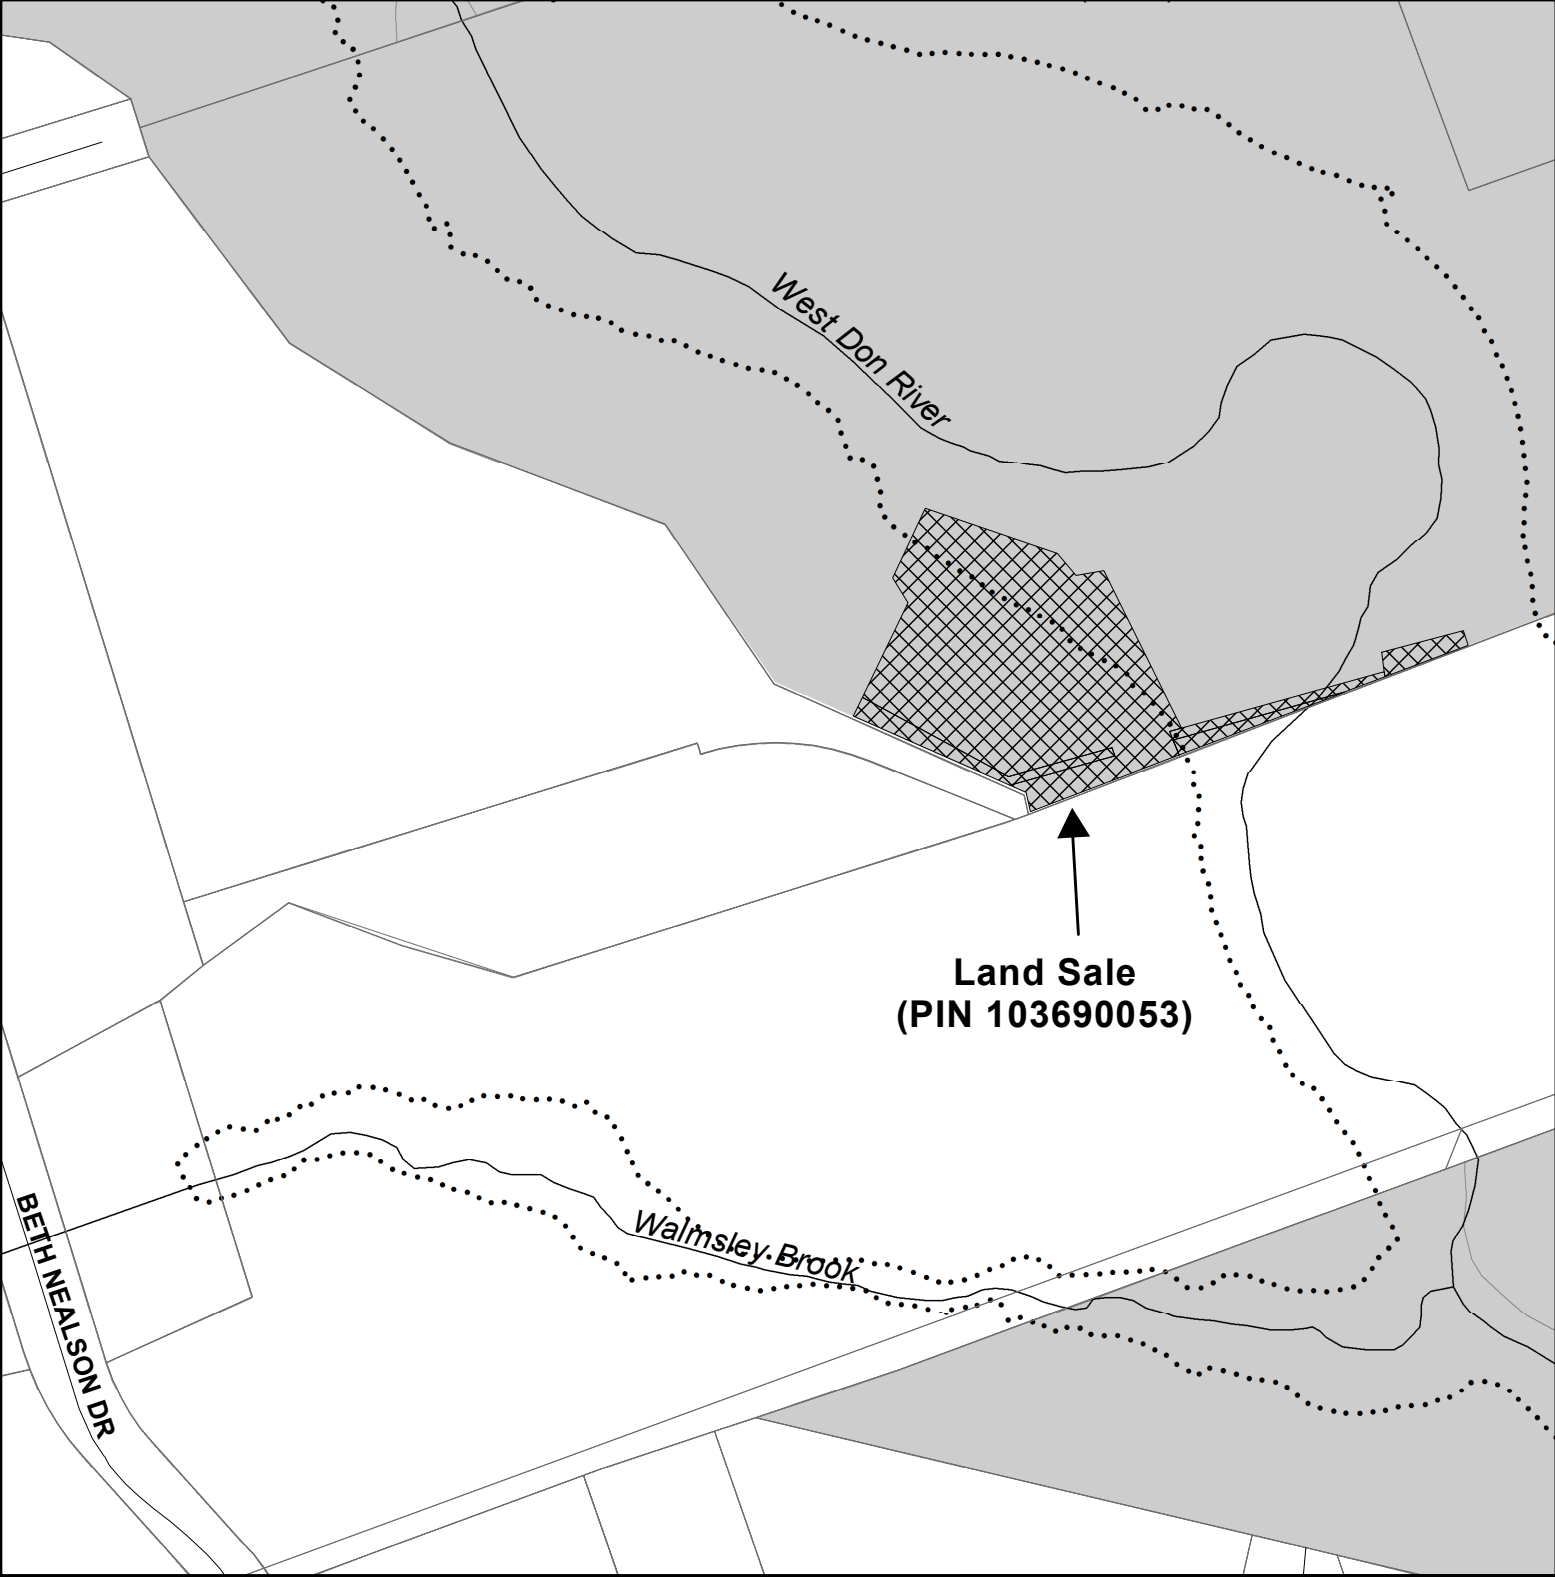 West Don River
Land Sale
(PIN 103690053)
Walmsley Brook
BETH NEALSON DR